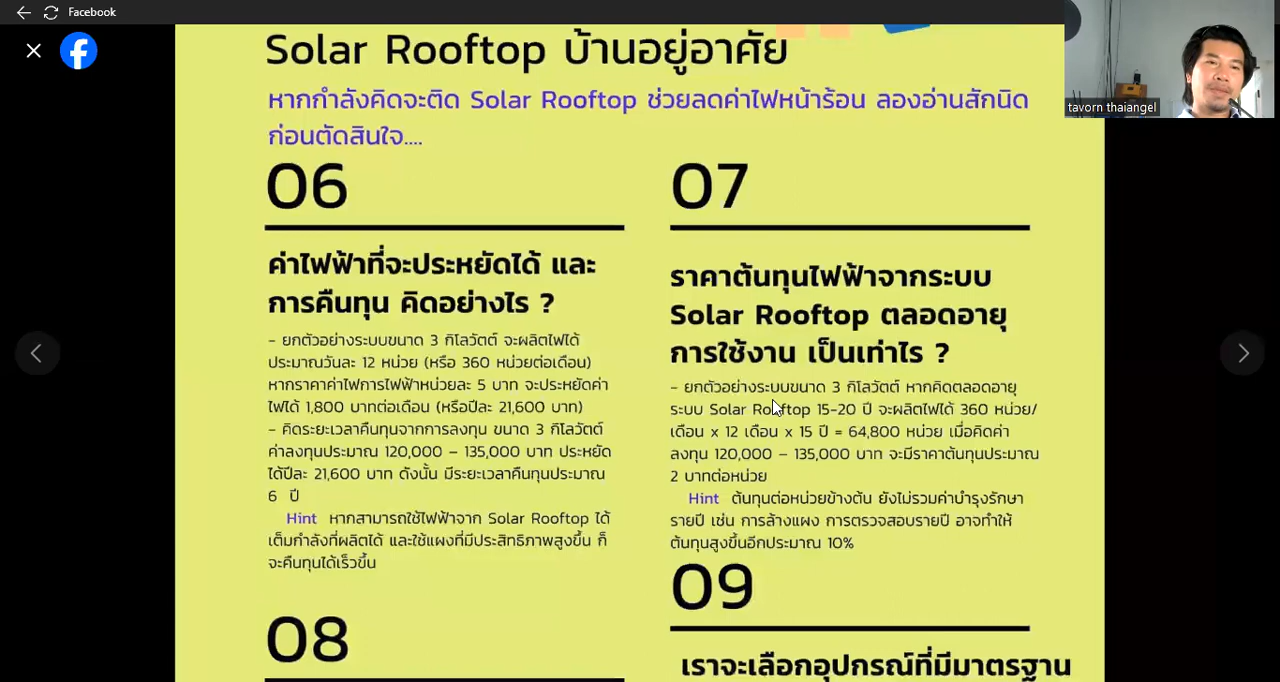 Facebook
tavorn thaiangel
Solar Rooftop บ้านอยู่อาศัย
หากกำลังคิดจะติด Solar Rooftop ช่วยลดค่าไฟหน้าร้อน ลองอ่านสักนิด
ก่อนตัดสินใจ....
06
ค่าไฟฟ้าที่จะประหยัดได้ และ
การคืนทุน คิดอย่างไร ?
- ยกตัวอย่างระบบขนาด 3 กิโลวัตต์ จะผลิตไฟได้
ประมาณวันละ 12 หน่วย (หรือ 360 หน่วยต่อเดือน)
หากราคาค่าไฟการไฟฟ้าหน่วยละ 5 บาท จะประหยัดค่า
ไฟได้ 1,800 บาทต่อเดือน (หรือปีละ 21,600 บาท)
- คิดระยะเวลาคืนทุนจากการลงทุน ขนาด 3 กิโลวัตต์
ค่าลงทุนประมาณ 120,000 – 135,000 บาท ประหยัด
ได้ปีละ 21,600 บาท ดังนั้น มีระยะเวลาคืนทุนประมาณ
6 ปี
Hint หากสามารถใช้ไฟฟ้าจาก Solar Rooftop ได้
เต็มกำลังที่ผลิตได้ และใช้แผงที่มีประสิทธิภาพสูงขึ้น ก็
จะคืนทุนได้เร็วขึ้น
07
ราคาต้นทุนไฟฟ้าจากระบบ
Solar Rooftop ตลอดอายุ
การใช้งาน เป็นเท่าไร ?
- ยกตัวอย่างระบบขนาด 3 กิโลวัตต์ หากคิดตลอดอายุ
ระบบ Solar Rooftop 15-20 ปี จะผลิตไฟได้ 360 หน่วย/
เดือน x 12 เดือน x 15 ปี = 64,800 หน่วย เมื่อคิดค่า
ลงทุน 120,000 – 135,000 บาท จะมีราคาต้นทุนประมาณ
2 บาทต่อหน่วย
Hint ต้นทุนต่อหน่วยข้างต้น ยังไม่รวมค่าบำรุงรักษา
รายปี เช่น การล้างแผง การตรวจสอบรายปี อาจทำให้
ต้นทุนสูงขึ้นอีกประมาณ 10%
08
09
เราจะเลือกอุปกรณ์ที่มีมาตรฐาน